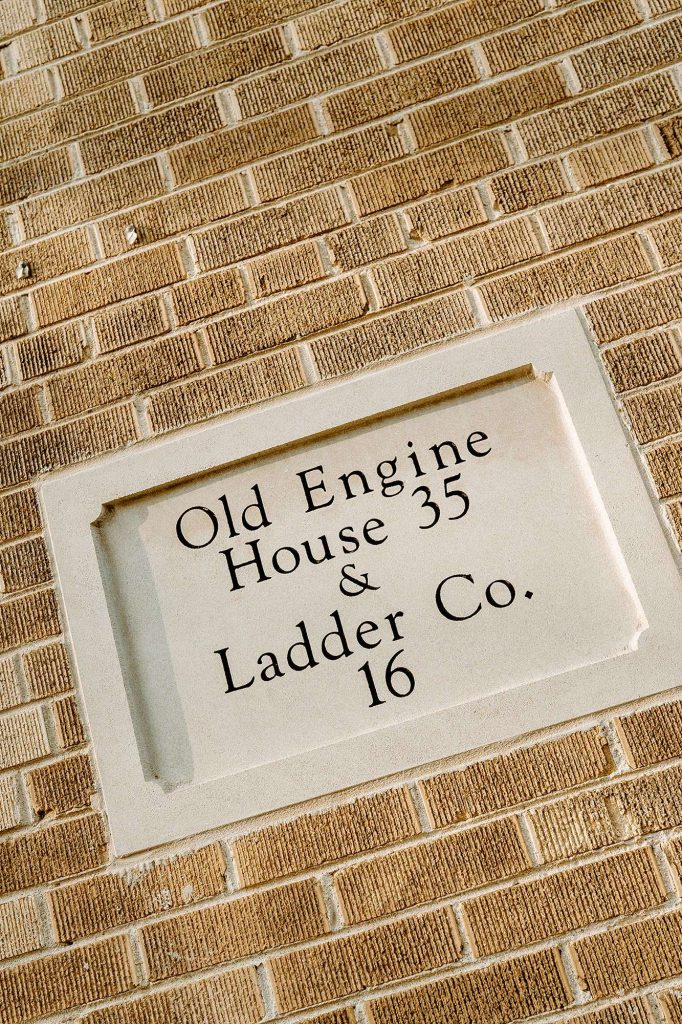 Old Engine
House 35
&
Ladder Co.
16